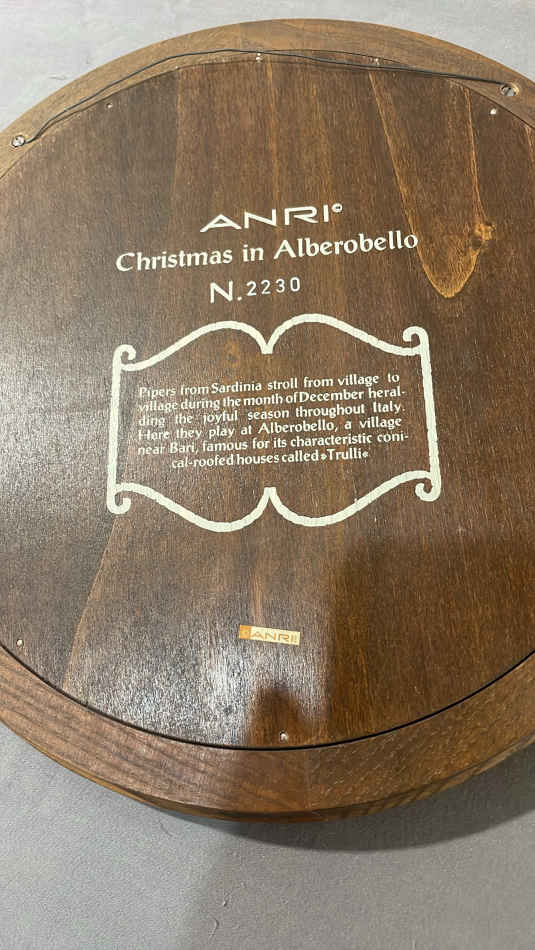 ANRI©
Christmas in Alberobello
N.2230
Pipers from Sardinia stroll from village to
village during the month of December heral-
ding the joyful season throughout Italy.
Here they play at Alberobello, a village
near Bari, famous for its characteristic coni-
cal-roofed houses called »Trulli«
ANRI